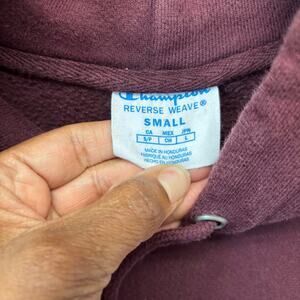 Champion
REVERSE WEAVE®
SMALL
CA MEX JPN
S/P CH L
MADE IN HONDURAS
FABRIQUÉ AU HONDURAS
HECHO EN HONDURAS